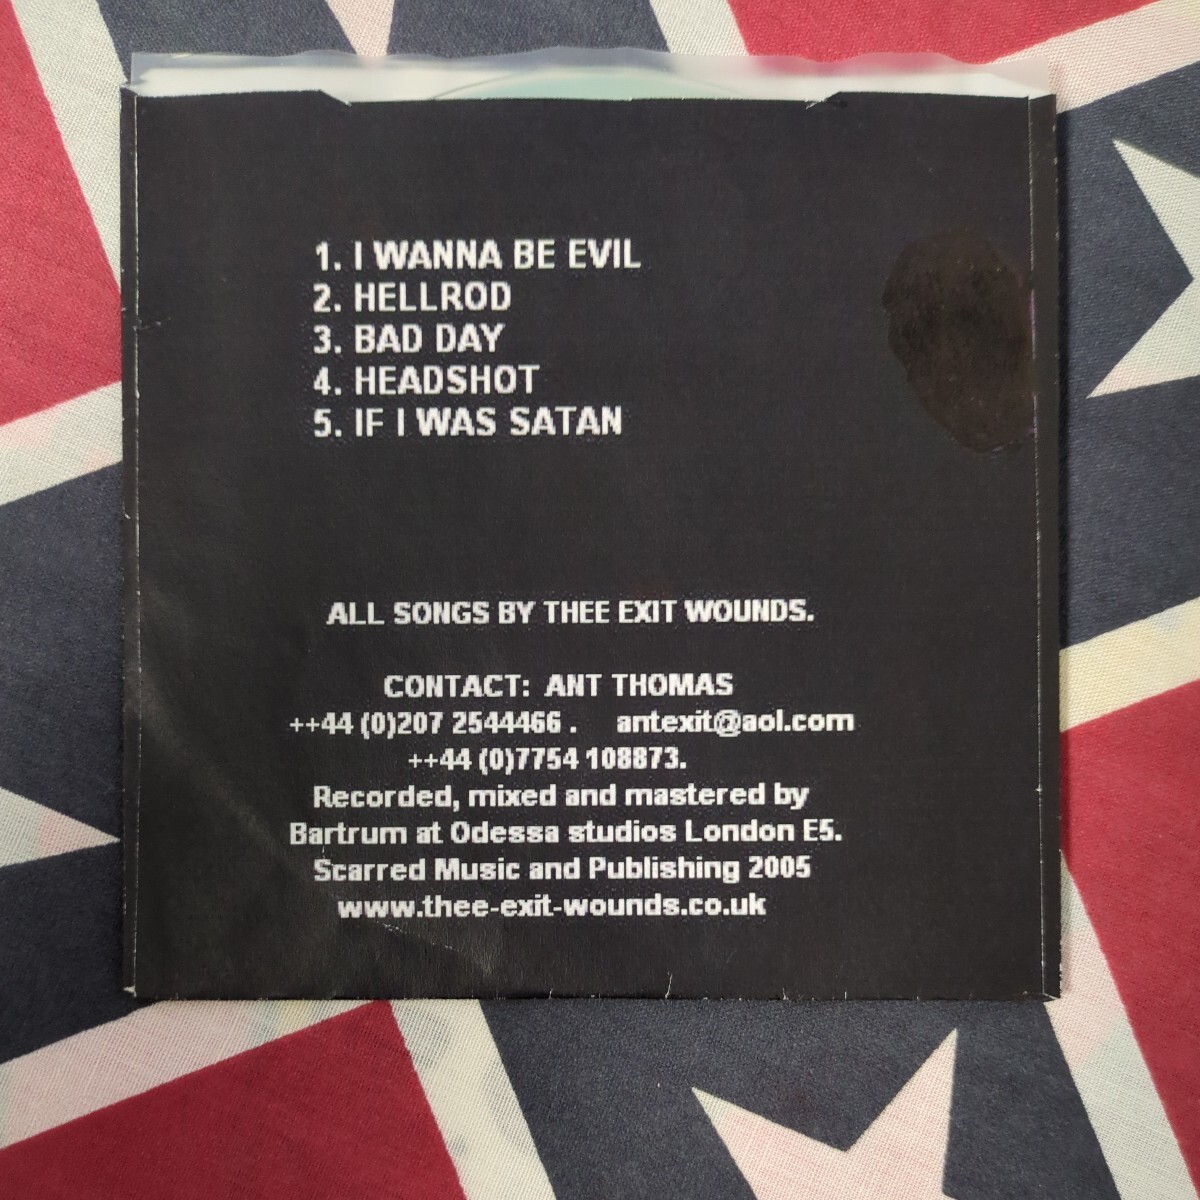 1. I WANNA BE EVIL
2. HELLROD
3. BAD DAY
4. HEADSHOT
5. IF I WAS SATAN
ALL SONGS BY THEE EXIT WOUNDS.
CONTACT: ANT THOMAS
++44 (0)207 2544466 . antexit@aol.com
++44 (0)7754 108873.
Recorded, mixed and mastered by
Bartrum at Odessa studios London E5.
Scarred Music and Publishing 2005
www.thee-exit-wounds.co.uk